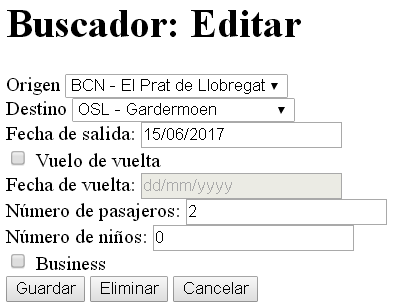 Buscador: Editar
Origen BCN - El Prat de Llobregat
Destino OSL - Gardermoen
Fecha de salida: 15/06/2017
Vuelo de vuelta
Fecha de vuelta: dd/mm/yyyy
Número de pasajeros: 2
Número de niños: 0
Business
Guardar Eliminar Cancelar